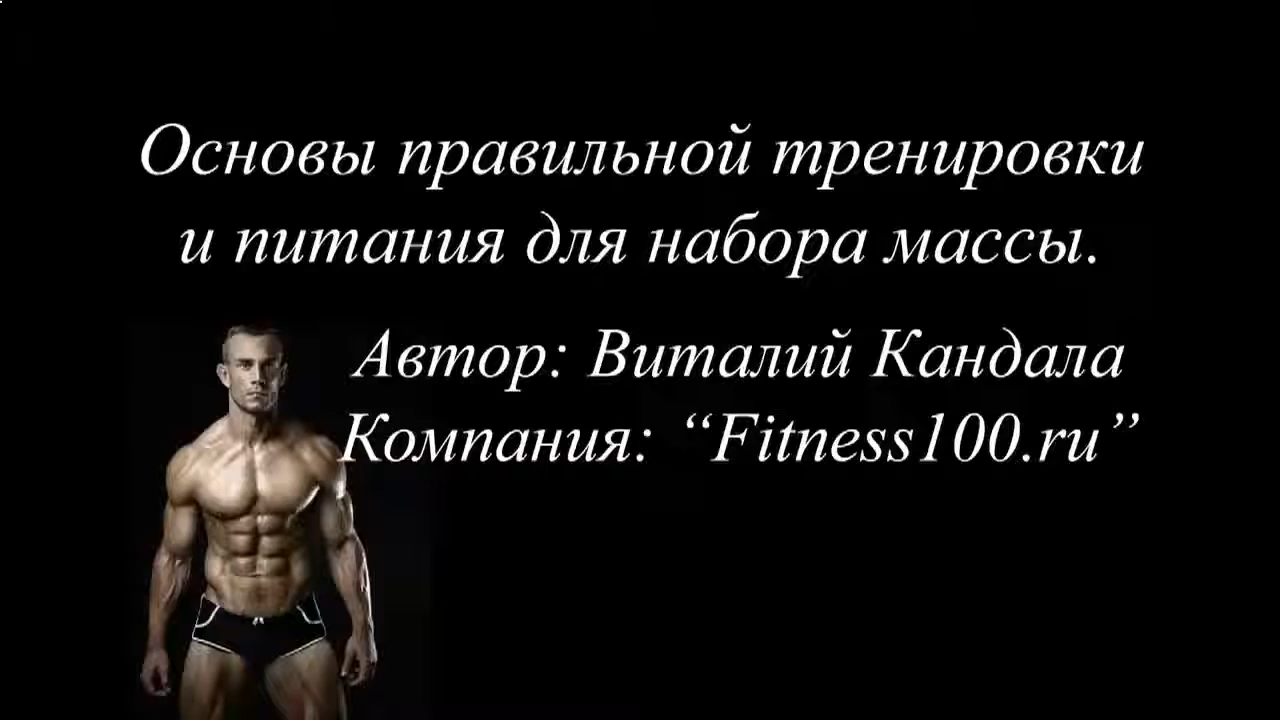 Основы правильной тренировки
и питания для набора массы.
Автор: Виталий Кандала
Компания: “Fitness100.ru”